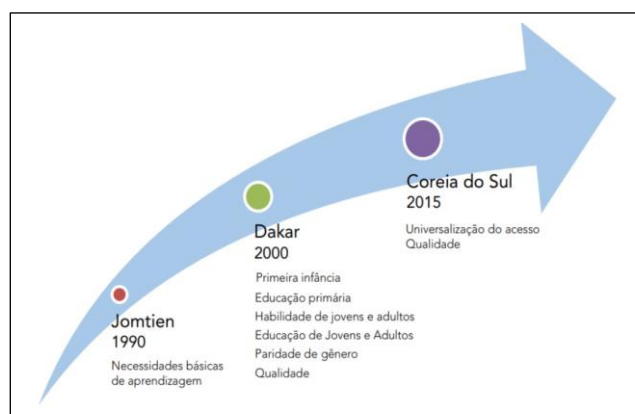 Jomtien
1990
Necessidades básicas
de aprendizagem
Dakar
2000
Primeira infância
Educação primária
Habilidade de jovens e adultos
Educação de Jovens e Adultos
Paridade de gênero
Qualidade
Coreia do Sul
2015
Universialização do acesso
Qualidade